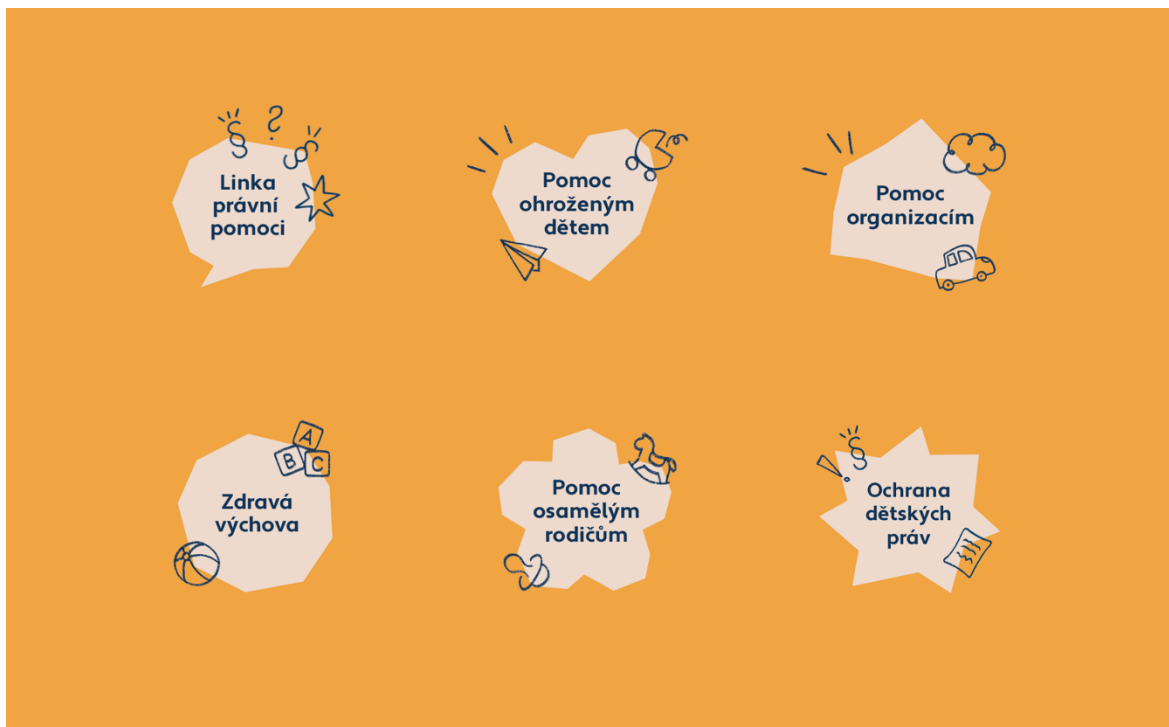 Linka
právní
pomoci
Pomoc
ohroženým
dětem
Pomoc
organizacím
A
B C
Zdravá
výchova
Pomoc
osamělým
rodičům
Ochrana
dětských
práv